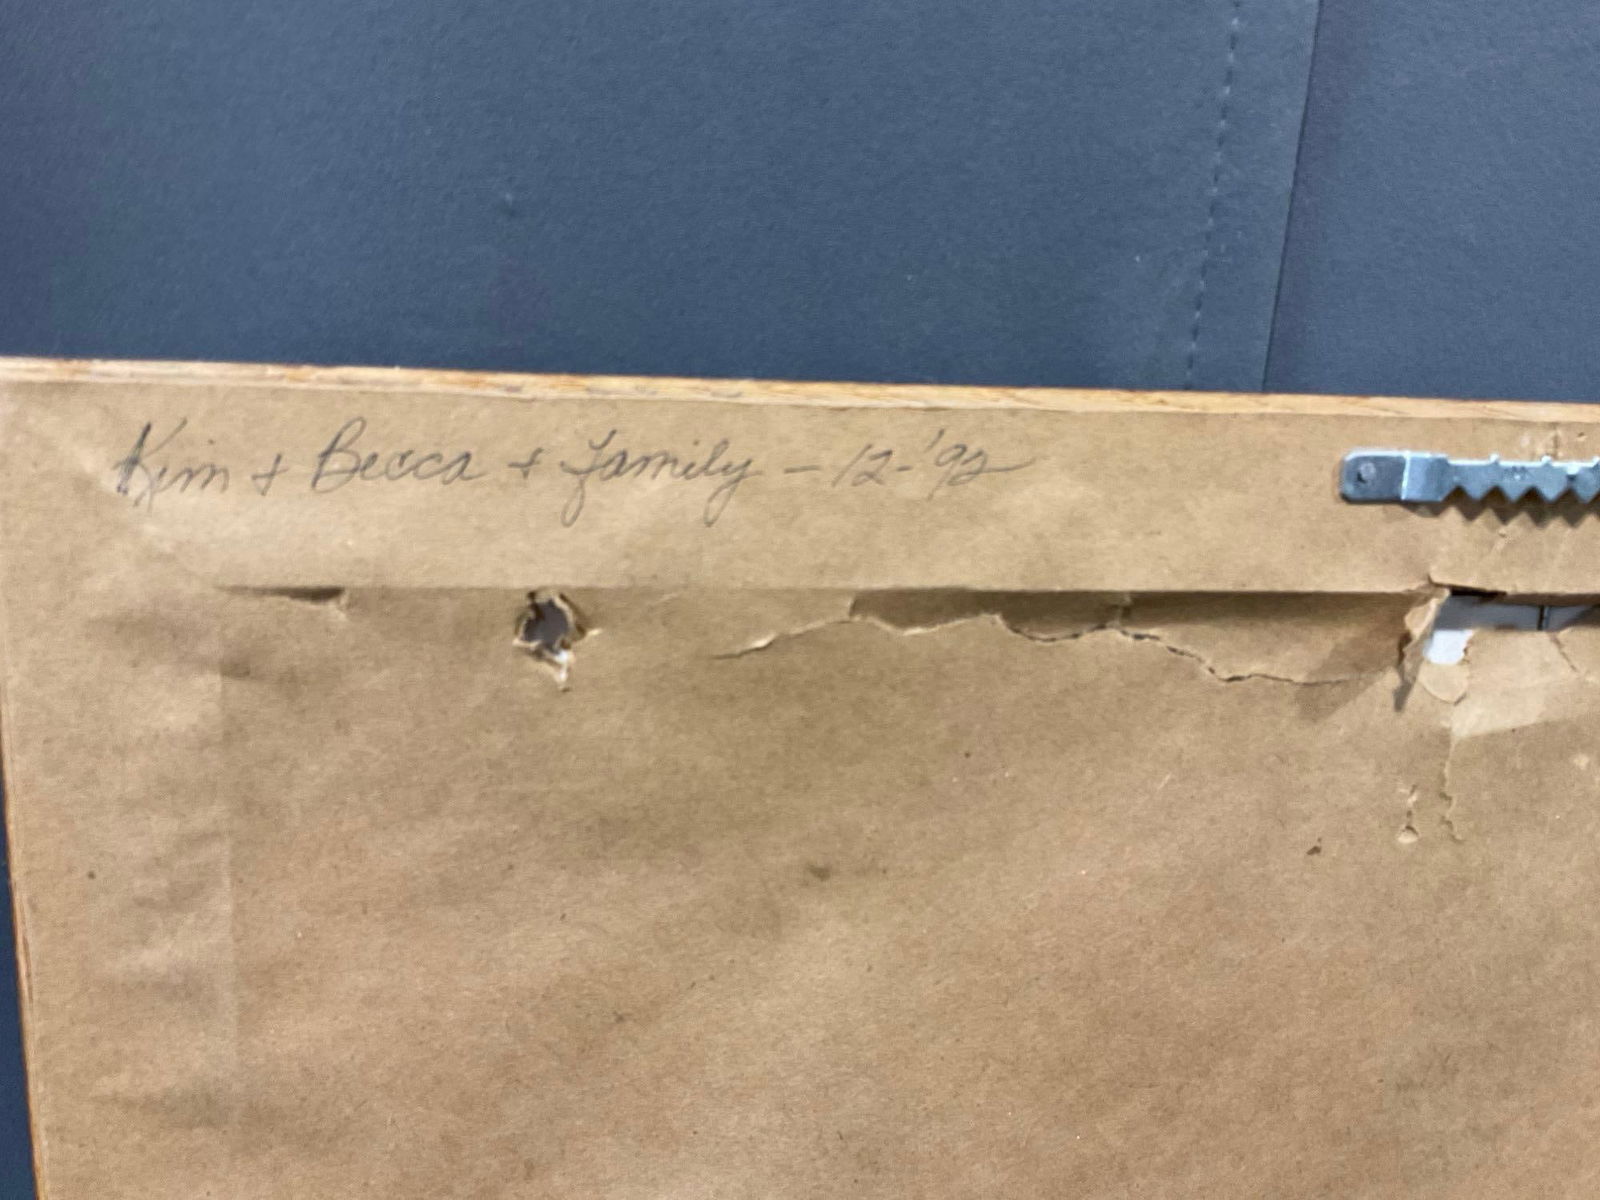 Kim + Becca + Family - 12-'92